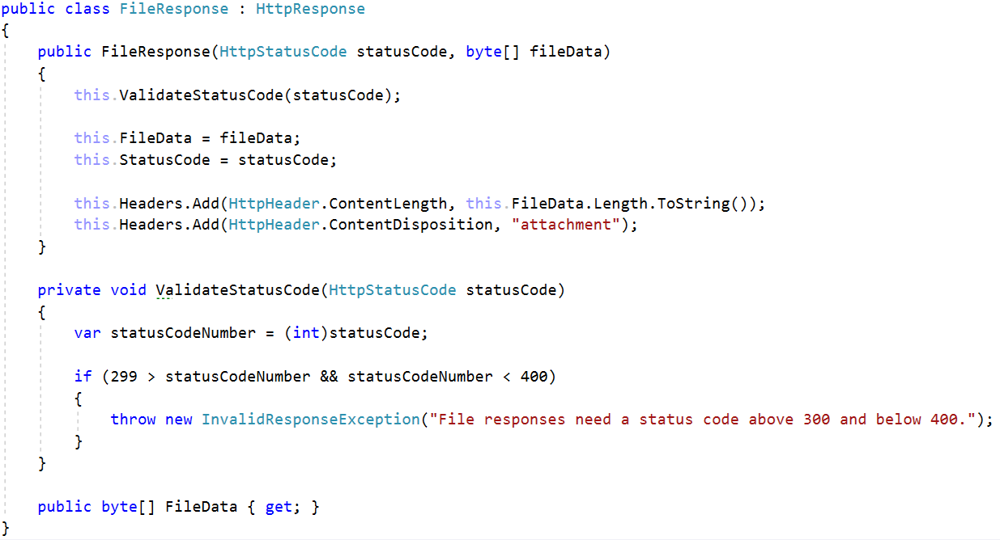 public class FileResponse : HttpResponse
{
    public FileResponse(HttpStatusCode statusCode, byte[] fileData)
    {
        this.ValidateStatusCode(statusCode);

        this.FileData = fileData;
        this.StatusCode = statusCode;

        this.Headers.Add(HttpHeader.ContentLength, this.FileData.Length.ToString());
        this.Headers.Add(HttpHeader.ContentDisposition, "attachment");
    }

    private void ValidateStatusCode(HttpStatusCode statusCode)
    {
        var statusCodeNumber = (int)statusCode;

        if (299 > statusCodeNumber && statusCodeNumber < 400)
        {
            throw new InvalidResponseException("File responses need a status code above 300 and below 400.");
        }
    }

    public byte[] FileData { get; }
}